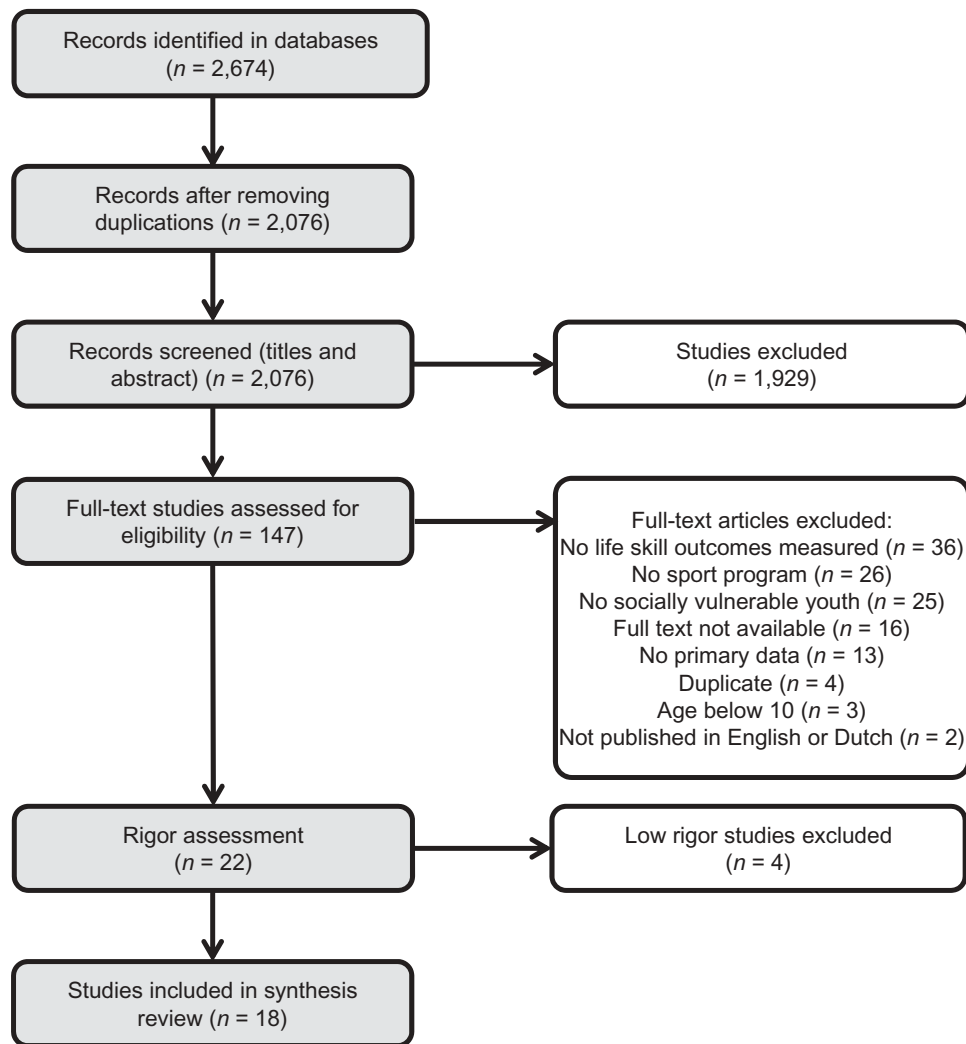 Records identified in databases
(n = 2,674)
Records after removing
duplications (n = 2,076)
Records screened (titles and
abstract) (n = 2,076)
Studies excluded
(n = 1,929)
Full-text studies assessed for
eligibility (n = 147)
Full-text articles excluded:
No life skill outcomes measured (n = 36)
No sport program (n = 26)
No socially vulnerable youth (n = 25)
Full text not available (n = 16)
No primary data (n = 13)
Duplicate (n = 4)
Age below 10 (n = 3)
Not published in English or Dutch (n = 2)
Rigor assessment
(n = 22)
Low rigor studies excluded
(n = 4)
Studies included in synthesis
review (n = 18)